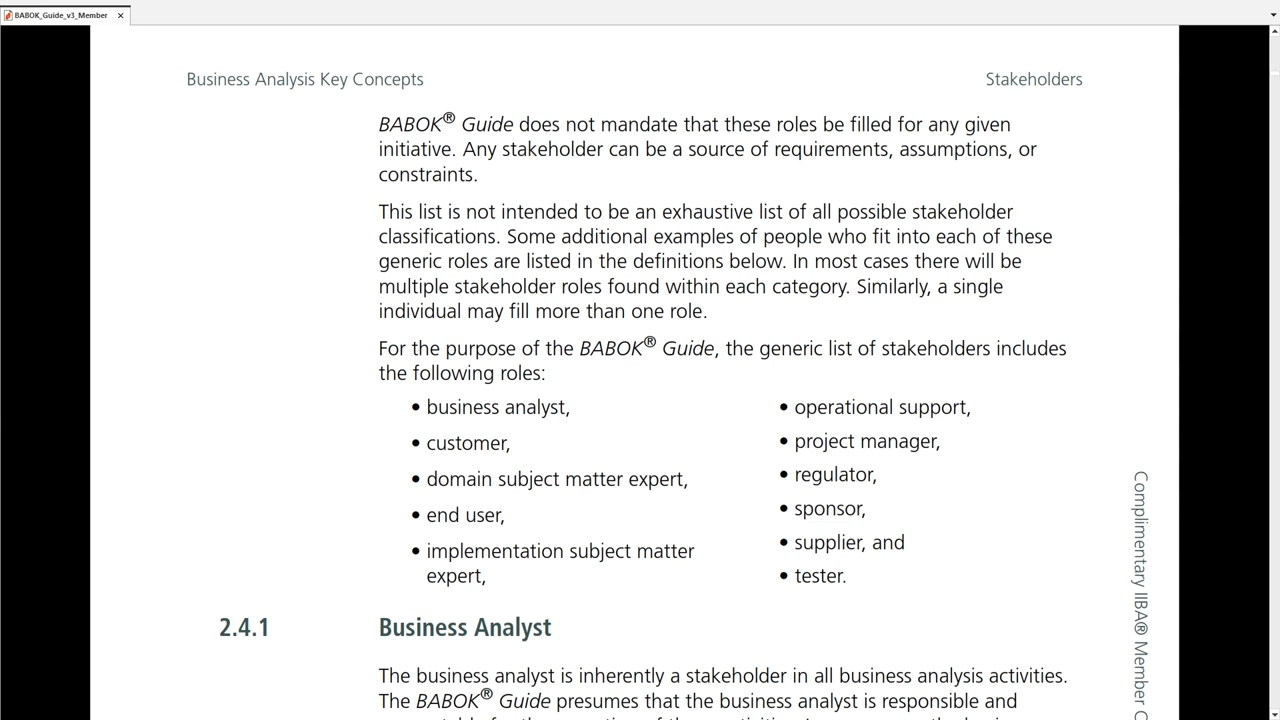 BABOK_Guide_v3_Member
Business Analysis Key Concepts
Stakeholders
BABOK® Guide does not mandate that these roles be filled for any given
initiative. Any stakeholder can be a source of requirements, assumptions, or
constraints.
This list is not intended to be an exhaustive list of all possible stakeholder
classifications. Some additional examples of people who fit into each of these
generic roles are listed in the definitions below. In most cases there will be
multiple stakeholder roles found within each category. Similarly, a single
individual may fill more than one role.
For the purpose of the BABOK® Guide, the generic list of stakeholders includes
the following roles:
• business analyst,
• customer,
• domain subject matter expert,
• end user,
• implementation subject matter
expert,
• operational support,
• project manager,
• regulator,
• sponsor,
• supplier, and
• tester.
2.4.1 Business Analyst
The business analyst is inherently a stakeholder in all business analysis activities.
The BABOK® Guide presumes that the business analyst is responsible and
Complimentary IIBA® Member C